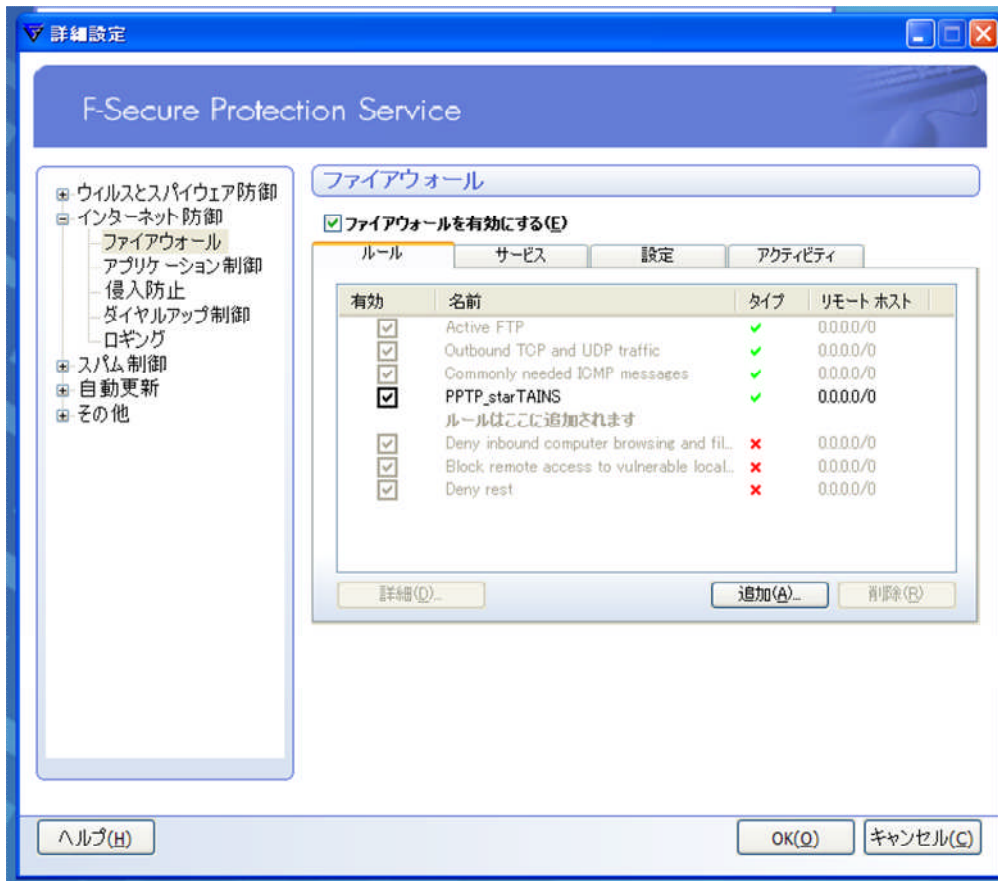 詳細設定
F-Secure Protection Service
ウィルスとスパイウェア防御
インターネット防御
ファイアウォール
アプリケーション制御
侵入防止
ダイヤルアップ制御
ロギング
スパム制御
自動更新
その他
ファイアウォール
ファイアウォールを有効にする(E)
ルール サービス 設定 アクティビティ
有効 名前 タイプ リモート ホスト
Active FTP 0.0.0.0/0
Outbound TCP and UDP traffic 0.0.0.0/0
Commonly needed ICMP messages 0.0.0.0/0
PPTP_starTAINS 0.0.0.0/0
ルールはここに追加されます
Deny inbound computer browsing and fil... 0.0.0.0/0
Block remote access to vulnerable local... 0.0.0.0/0
Deny rest 0.0.0.0/0
詳細(D)... 追加(A)... 削除(R)
ヘルプ(H) OK(O) キャンセル(C)